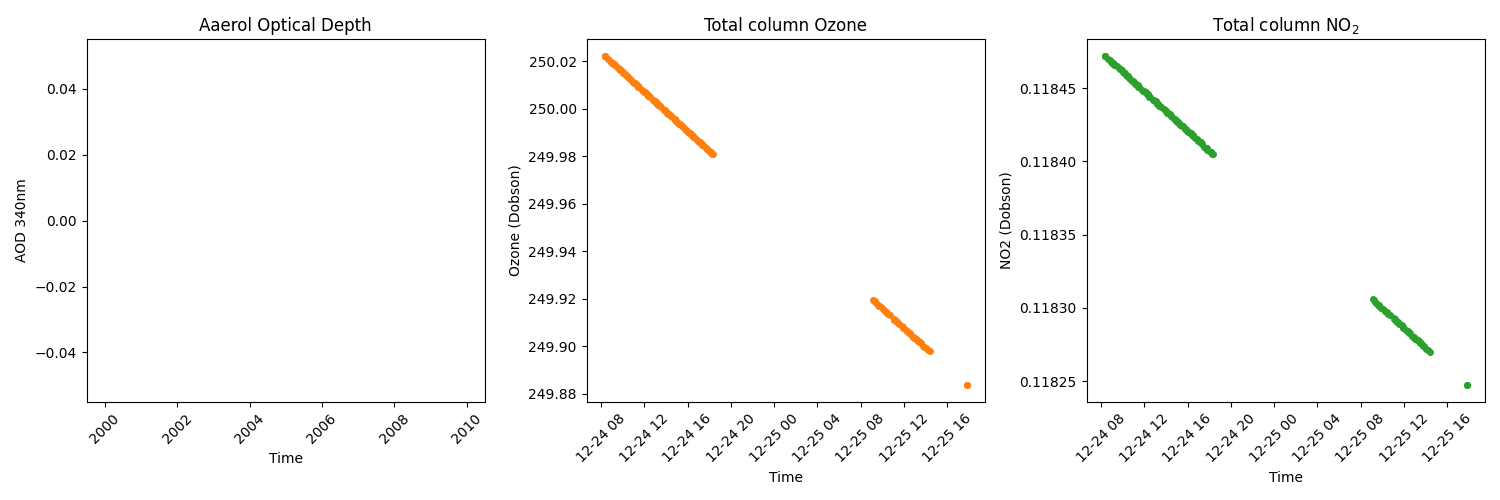 Aaerol Optical Depth
AOD 340nm
0.04
0.02
0.00
−0.02
−0.04
2000 2002 2004 2006 2008 2010
Time
Total column Ozone
Ozone (Dobson)
250.02
250.00
249.98
249.96
249.94
249.92
249.90
249.88
12-24 08 12-24 12 12-24 16 12-24 20 12-25 00 12-25 04 12-25 08 12-25 12 12-25 16
Time
Total column NO₂
NO2 (Dobson)
0.11845
0.11840
0.11835
0.11830
0.11825
12-24 08 12-24 12 12-24 16 12-24 20 12-25 00 12-25 04 12-25 08 12-25 12 12-25 16
Time